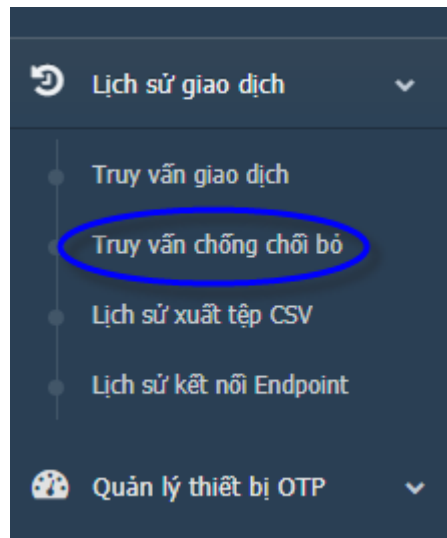 Lịch sử giao dịch
Truy vấn giao dịch
Truy vấn chống chối bỏ
Lịch sử xuất tệp CSV
Lịch sử kết nối Endpoint
Quản lý thiết bị OTP